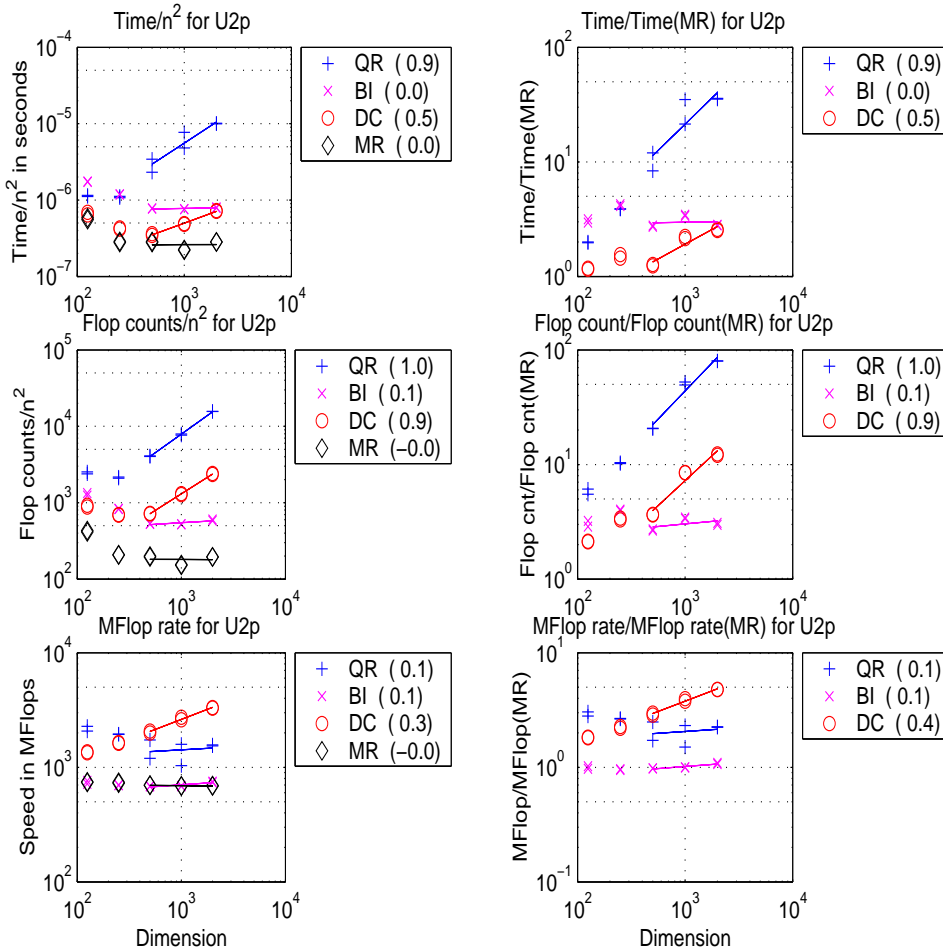 Time/n² for U2p
10⁻⁴
10⁻⁵
10⁻⁶
10⁻⁷
Time/n² in seconds
10² 10³ 10⁴
QR ( 0.9)
BI ( 0.0)
DC ( 0.5)
MR ( 0.0)
Time/Time(MR) for U2p
10²
10¹
10⁰
Time/Time(MR)
10² 10³ 10⁴
QR ( 0.9)
BI ( 0.0)
DC ( 0.5)
Flop counts/n² for U2p
10⁵
10⁴
10³
10²
Flop counts/n²
10² 10³ 10⁴
QR ( 1.0)
BI ( 0.1)
DC ( 0.9)
MR (−0.0)
Flop count/Flop count(MR) for U2p
10²
10¹
10⁰
Flop cnt/Flop cnt(MR)
10² 10³ 10⁴
QR ( 1.0)
BI ( 0.1)
DC ( 0.9)
MFlop rate for U2p
10⁴
10³
10²
Speed in MFlops
10² 10³ 10⁴
Dimension
QR ( 0.1)
BI ( 0.1)
DC ( 0.3)
MR (−0.0)
MFlop rate/MFlop rate(MR) for U2p
10¹
10⁰
10⁻¹
MFlop/MFlop(MR)
10² 10³ 10⁴
Dimension
QR ( 0.1)
BI ( 0.1)
DC ( 0.4)